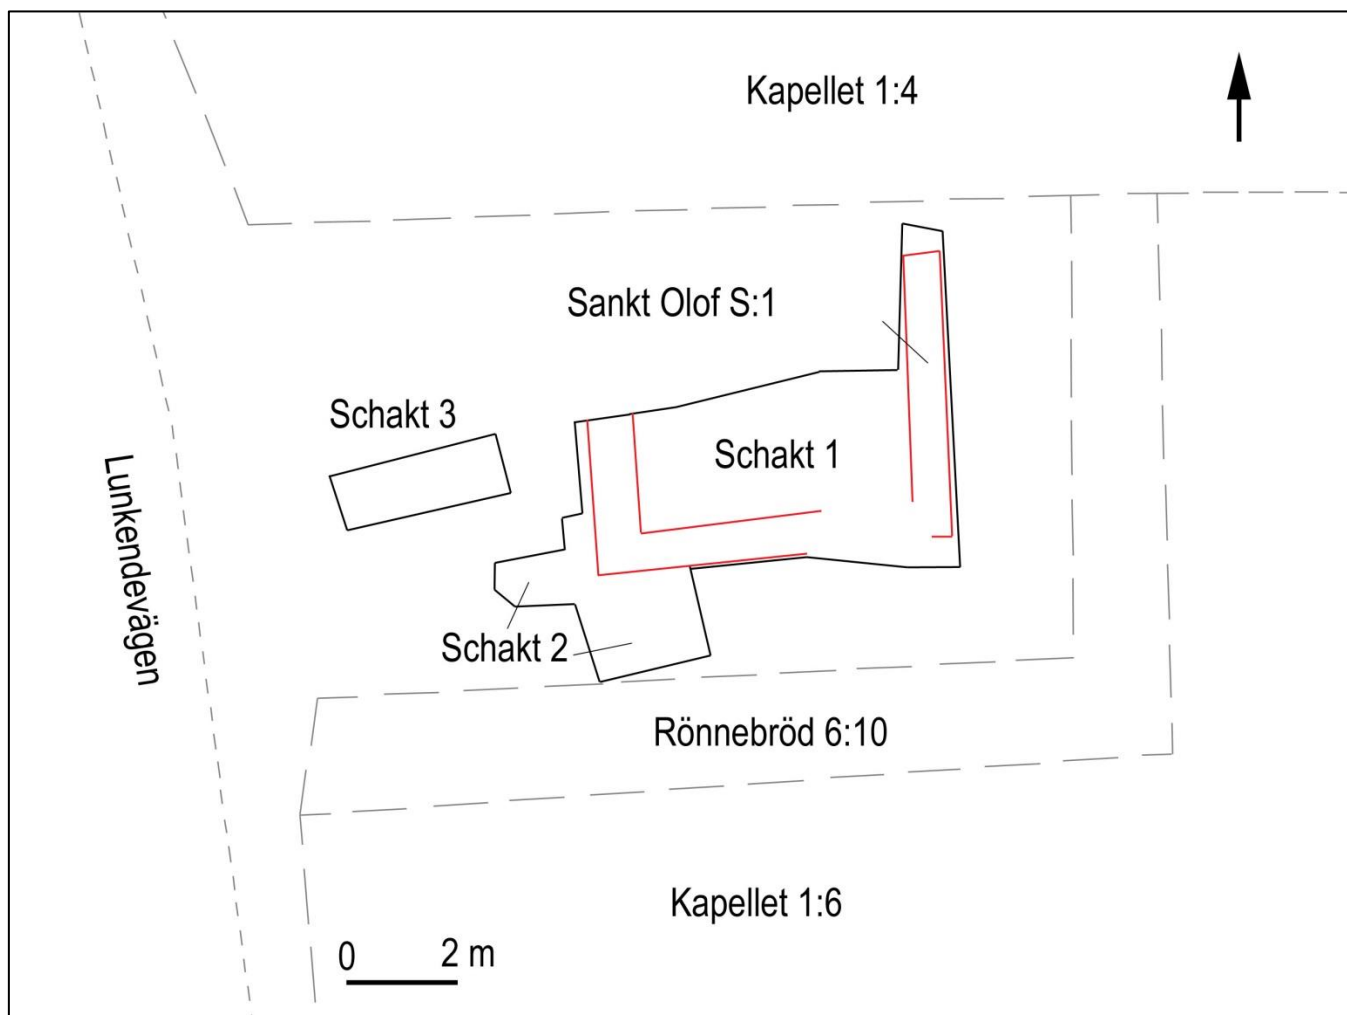 Kapellet 1:4
Sankt Olof S:1
Schakt 3
Schakt 1
Lunkendevägen
Schakt 2
Rönnebröd 6:10
Kapellet 1:6
0 2 m